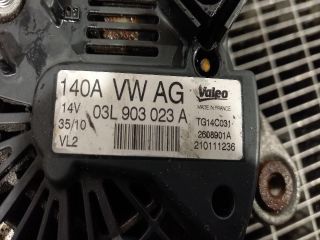 140A VW AG Valeo
MADE IN FRANCE
14V 03L 903 023 A
35/10 TG14C031
VL2 2608901A
210111236